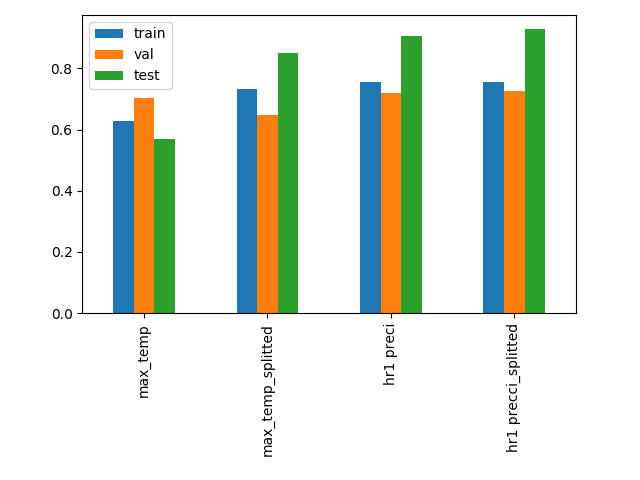 train
val
test
0.8
0.6
0.4
0.2
0.0
max_temp
max_temp_splitted
hr1 preci
hr1 precci_splitted